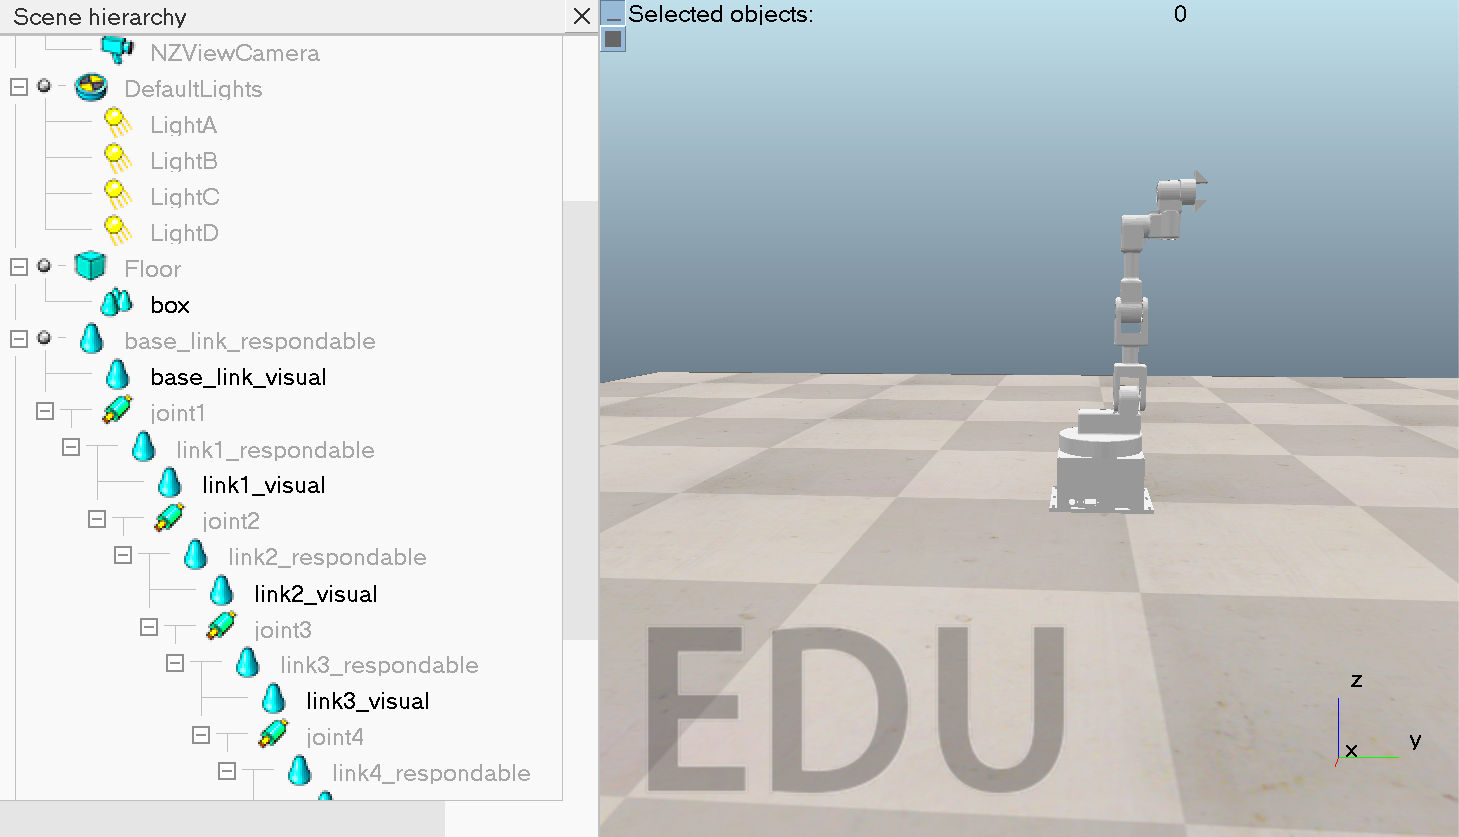 Scene hierarchy
NZViewCamera
DefaultLights
LightA
LightB
LightC
LightD
Floor
box
base_link_respondable
base_link_visual
joint1
link1_respondable
link1_visual
joint2
link2_respondable
link2_visual
joint3
link3_respondable
link3_visual
joint4
link4_respondable
Selected objects: 0
EDU
z
x
y